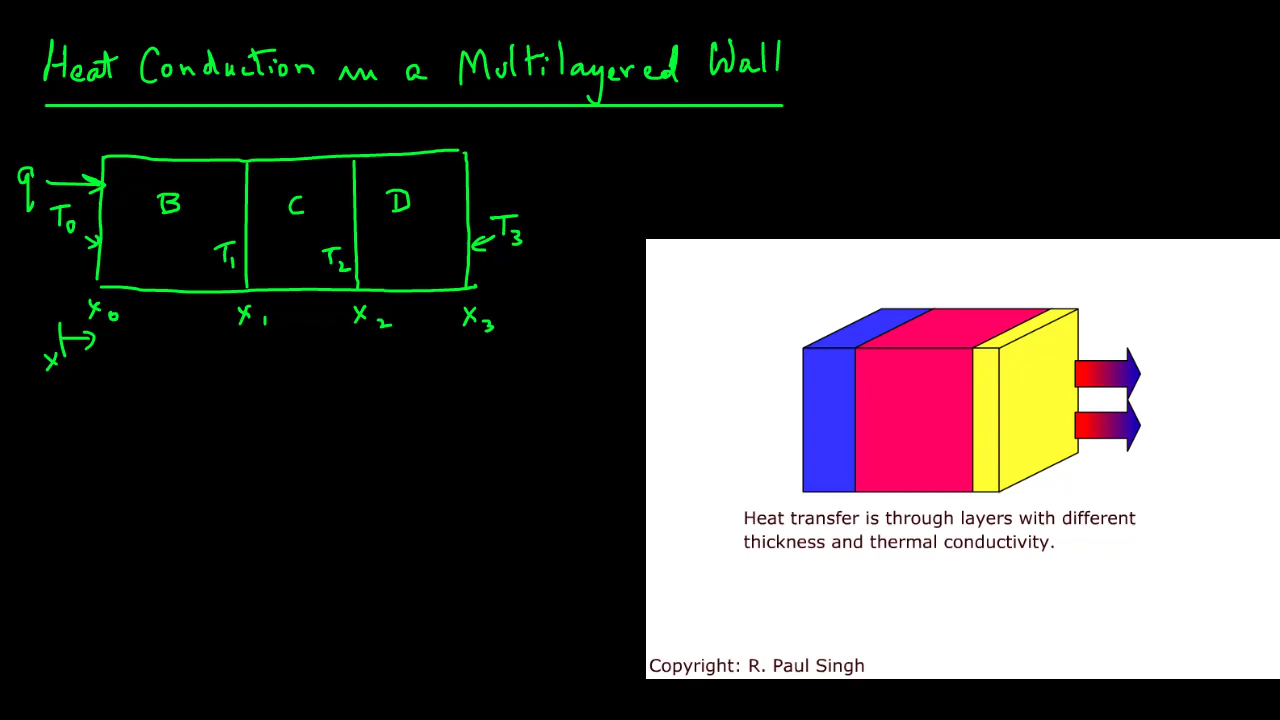 Heat Conduction in a Multilayered Wall
q
T0
B
C
D
T1
T2
T3
x0
x1
x2
x3
x
Heat transfer is through layers with different
thickness and thermal conductivity.
Copyright: R. Paul Singh